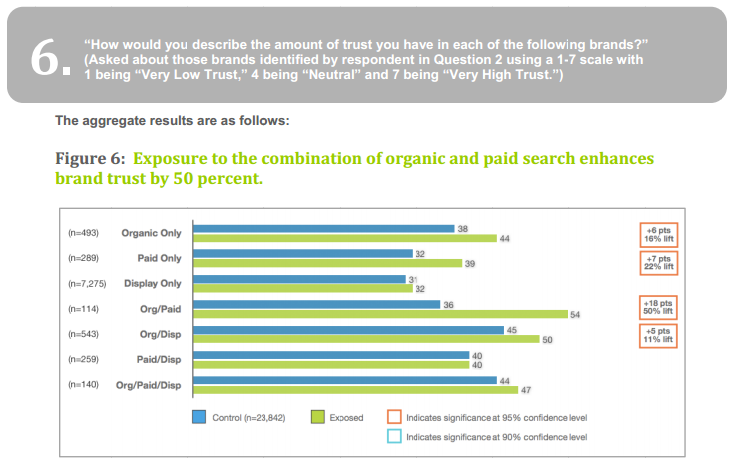 6.
“How would you describe the amount of trust you have in each of the following brands?”
(Asked about those brands identified by respondent in Question 2 using a 1-7 scale with
1 being “Very Low Trust,” 4 being “Neutral” and 7 being “Very High Trust.”)
The aggregate results are as follows:
Figure 6: Exposure to the combination of organic and paid search enhances
brand trust by 50 percent.
(n=493) Organic Only 38 44 +6 pts 16% lift
(n=289) Paid Only 32 39 +7 pts 22% lift
(n=7,275) Display Only 31 32
(n=114) Org/Paid 36 54 +18 pts 50% lift
(n=543) Org/Disp 45 50 +5 pts 11% lift
(n=259) Paid/Disp 40 40
(n=140) Org/Paid/Disp 44 47
Control (n=23,842) Exposed Indicates significance at 95% confidence level
Indicates significance at 90% confidence level